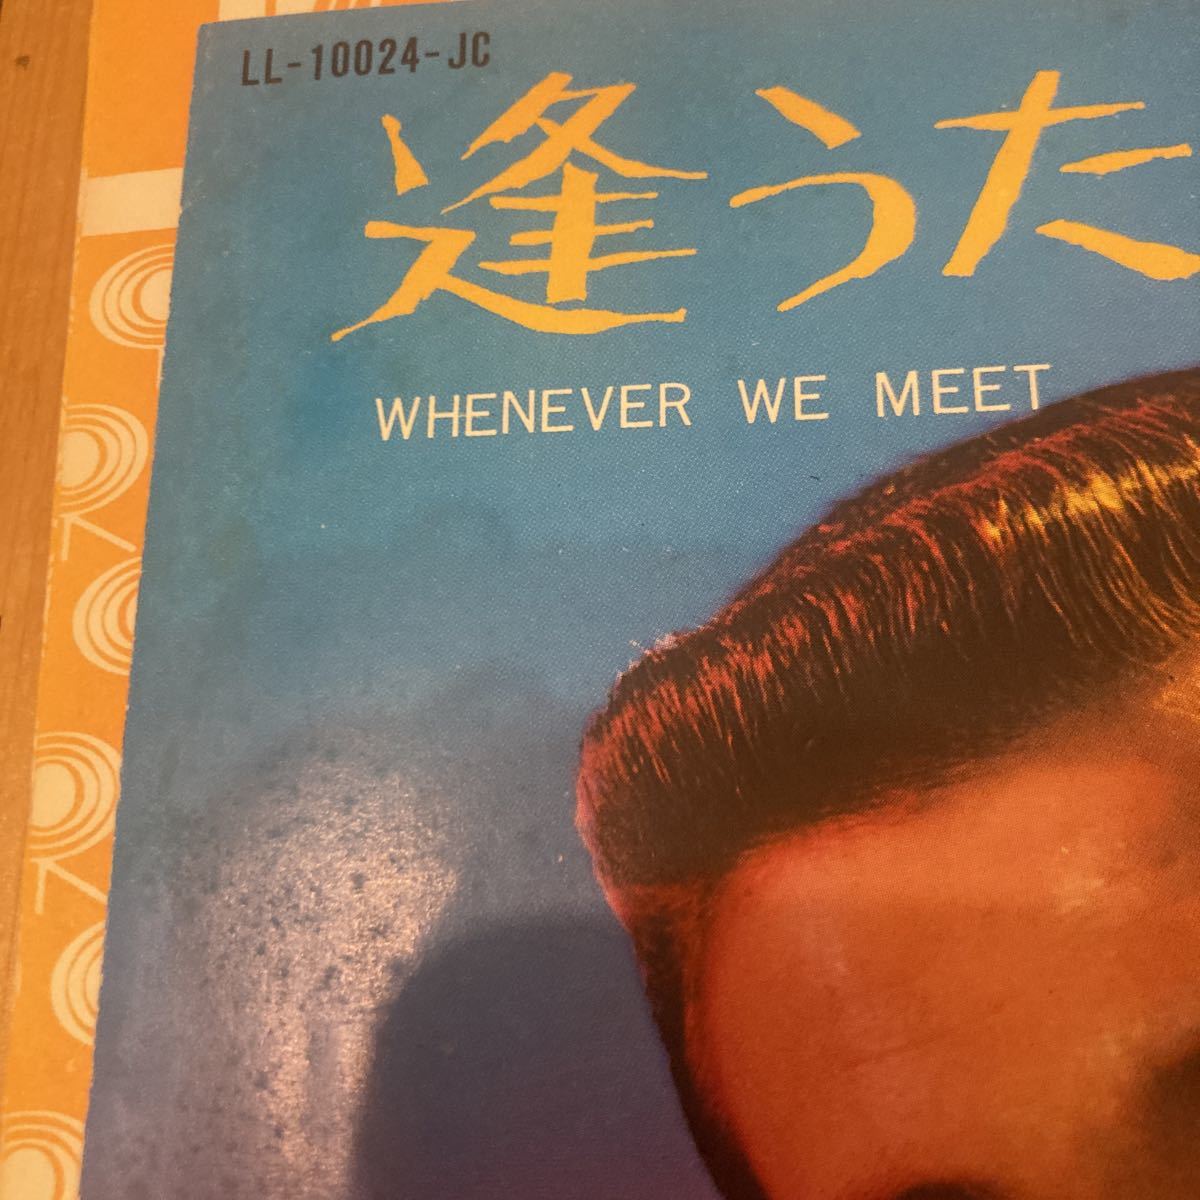 LL-10024-JC
逢うた
WHENEVER WE MEET